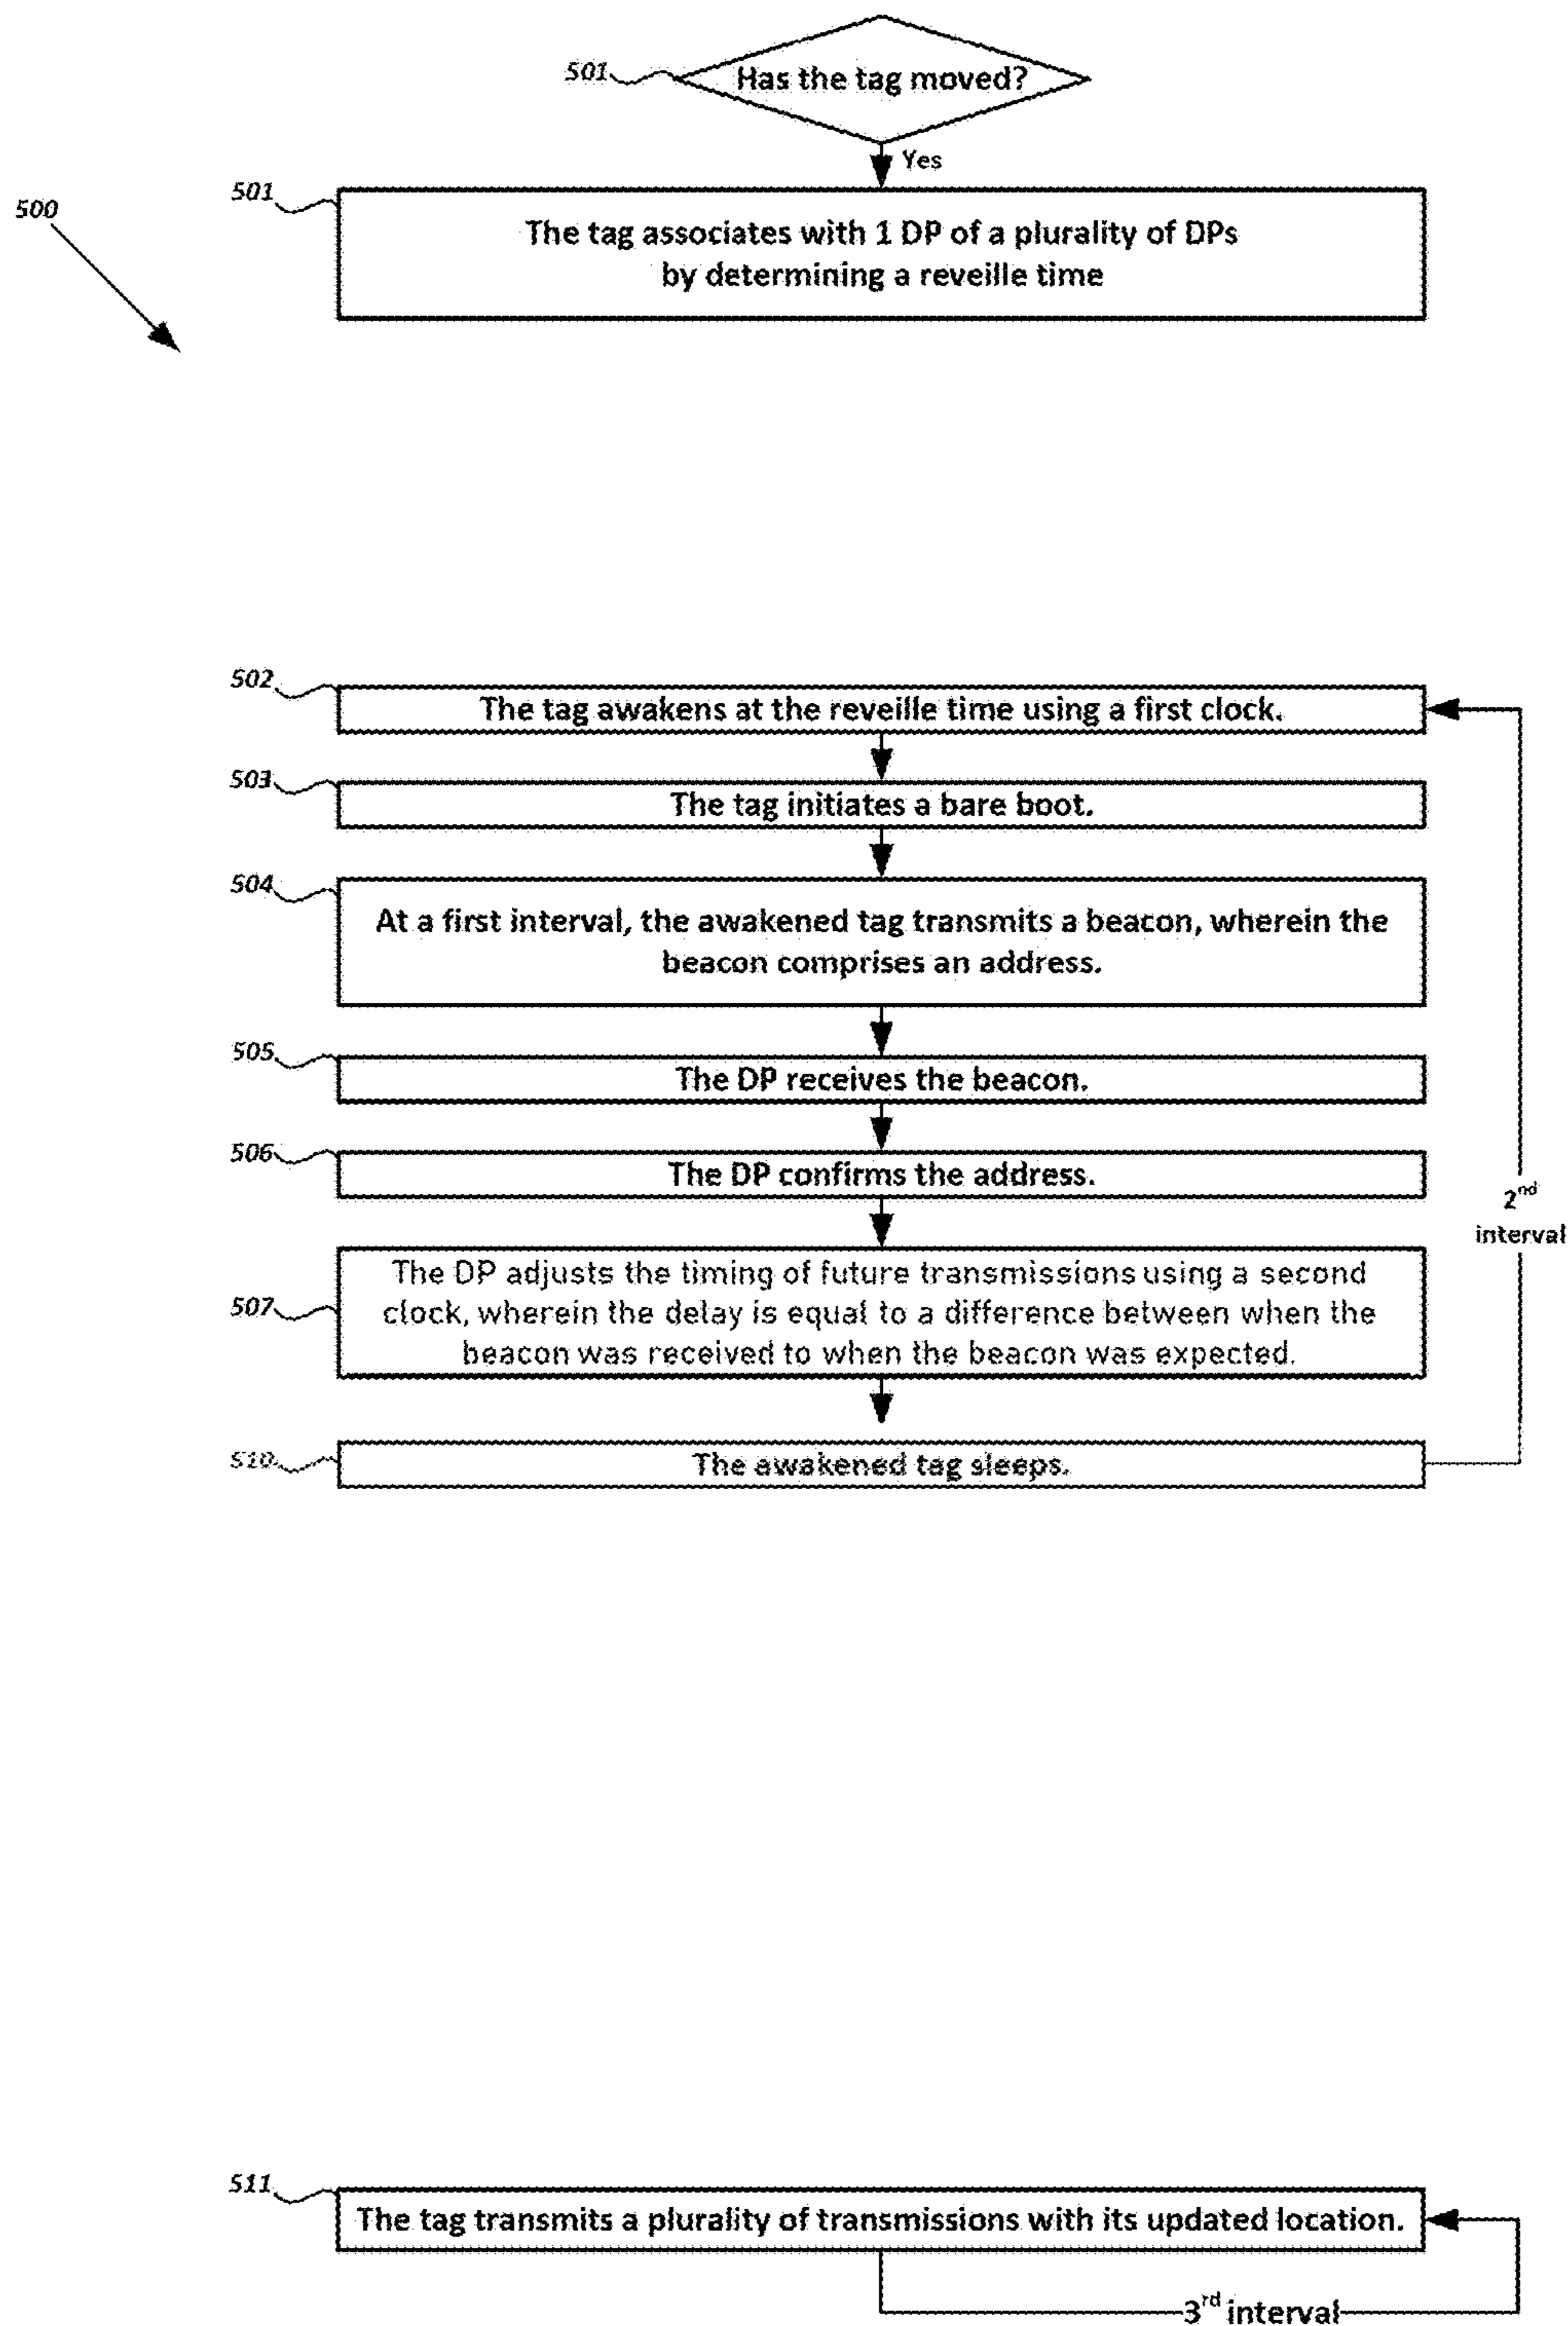 501
Has the tag moved?
Yes
500
501
The tag associates with 1 DP of a plurality of DPs
by determining a reveille time
502
The tag awakens at the reveille time using a first clock.
503
The tag initiates a bare boot.
504
At a first interval, the awakened tag transmits a beacon, wherein the
beacon comprises an address.
505
The DP receives the beacon.
506
The DP confirms the address.
2nd
interval
507
The DP adjusts the timing of future transmissions using a second
clock, wherein the delay is equal to a difference between when the
beacon was received to when the beacon was expected.
510
The awakened tag sleeps.
511
The tag transmits a plurality of transmissions with its updated location.
3rd interval